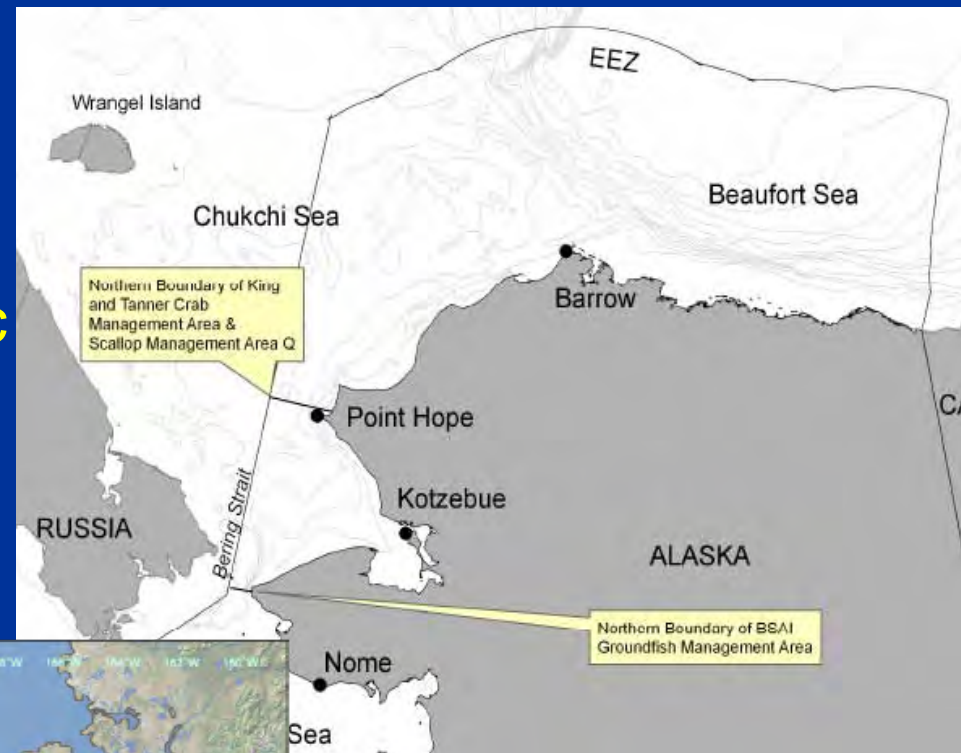 EEZ
Wrangel Island
Beaufort Sea
Chukchi Sea
Northern Boundary of King
and Tanner Crab
Management Area &
Scallop Management Area Q
Barrow
C
Point Hope
CA
Kotzebue
Bering Strait
RUSSIA
ALASKA
Northern Boundary of BSAI
Groundfish Management Area
Nome
Sea